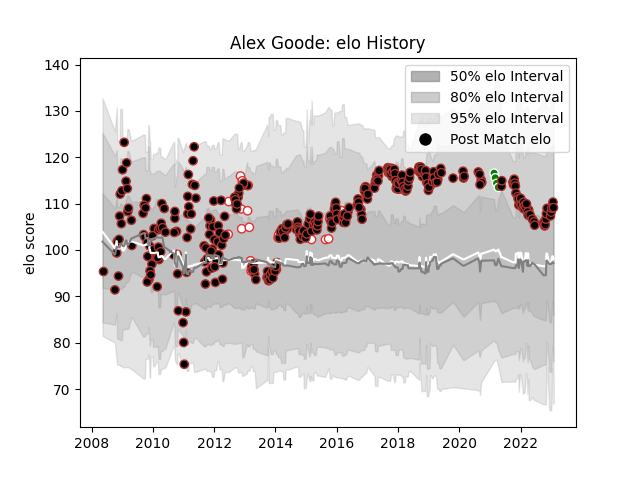 Alex Goode: elo History
elo score
140
130
120
110
100
90
80
70
2008
2010
2012
2014
2016
2018
2020
2022
50% elo Interval
80% elo Interval
95% elo Interval
Post Match elo